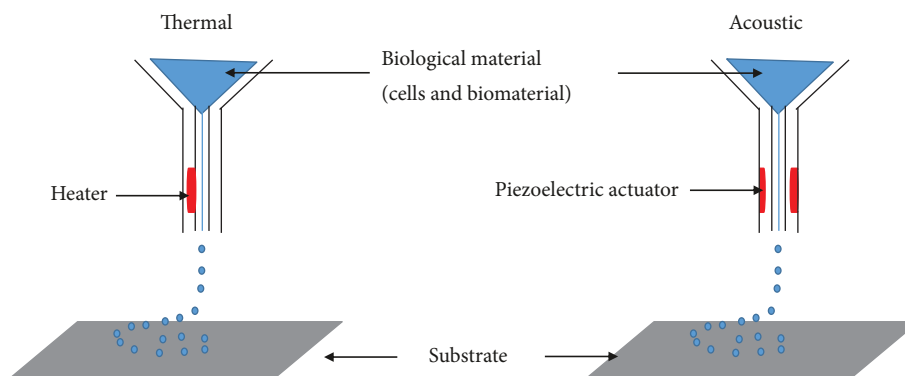 Thermal
Acoustic
Biological material
(cells and biomaterial)
Heater
Piezoelectric actuator
Substrate